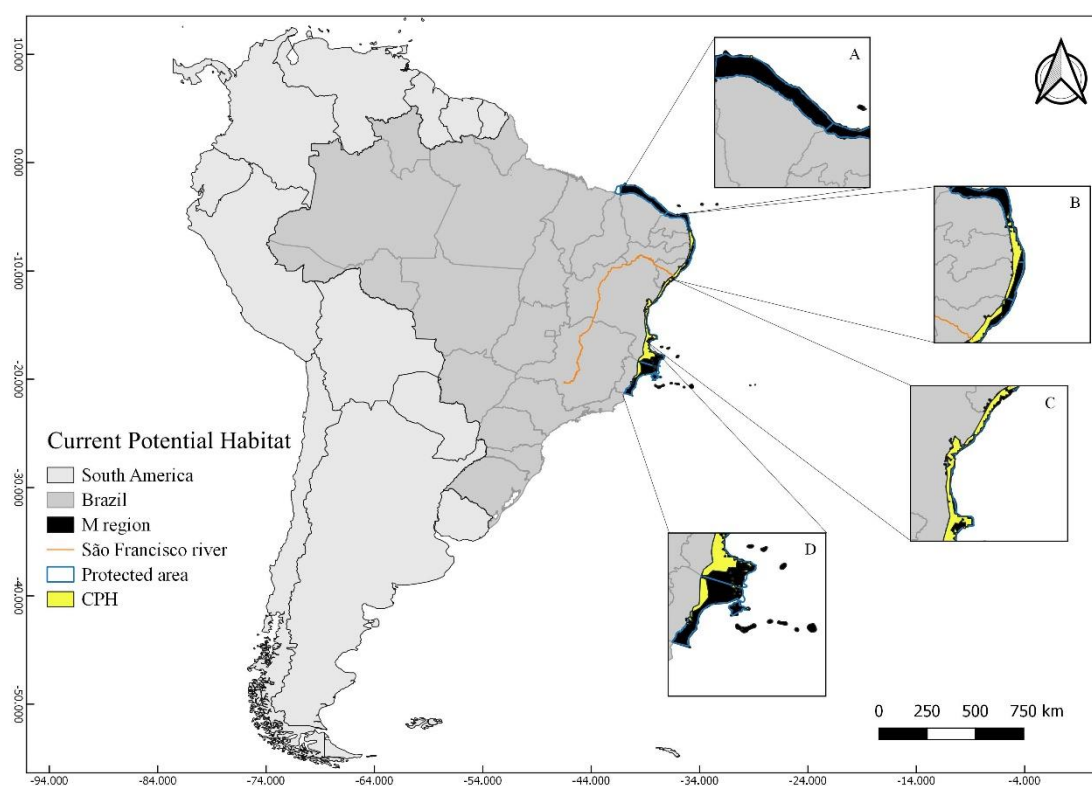 A
B
C
D
10.000
0.000
-10.000
-20.000
-30.000
-40.000
-50.000
Current Potential Habitat
South America
Brazil
M region
São Francisco river
Protected area
CPH
0 250 500 750 km
-94.000 -84.000 -74.000 -64.000 -54.000 -44.000 -34.000 -24.000 -14.000 -4.000